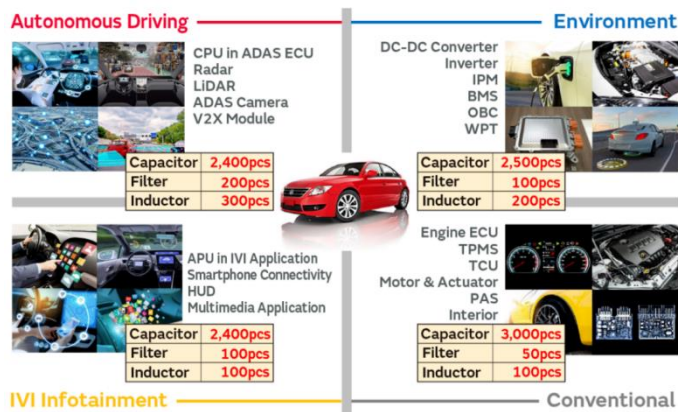 Autonomous Driving
CPU in ADAS ECU
Radar
LiDAR
ADAS Camera
V2X Module
Capacitor 2,400pcs
Filter 200pcs
Inductor 300pcs
Environment
DC-DC Converter
Inverter
IPM
BMS
OBC
WPT
Capacitor 2,500pcs
Filter 100pcs
Inductor 200pcs
APU in IVI Application
Smartphone Connectivity
HUD
Multimedia Application
Capacitor 2,400pcs
Filter 100pcs
Inductor 100pcs
IVI Infotainment
Engine ECU
TPMS
TCU
Motor & Actuator
PAS
Interior
Capacitor 3,000pcs
Filter 50pcs
Inductor 100pcs
Conventional